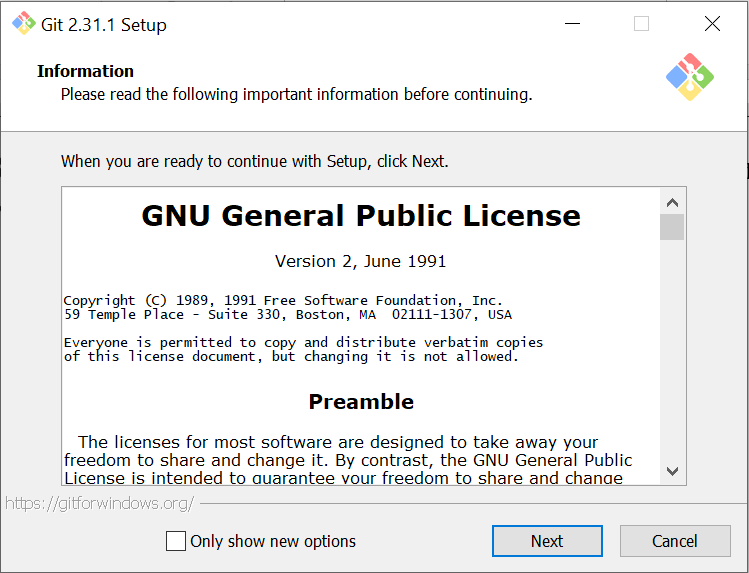 Git 2.31.1 Setup
Information
Please read the following important information before continuing.
When you are ready to continue with Setup, click Next.
GNU General Public License
Version 2, June 1991
Copyright (C) 1989, 1991 Free Software Foundation, Inc.
59 Temple Place - Suite 330, Boston, MA  02111-1307, USA
Everyone is permitted to copy and distribute verbatim copies
of this license document, but changing it is not allowed.
Preamble
The licenses for most software are designed to take away your
freedom to share and change it. By contrast, the GNU General Public
License is intended to guarantee your freedom to share and change
https://gitforwindows.org/
Only show new options
Next
Cancel